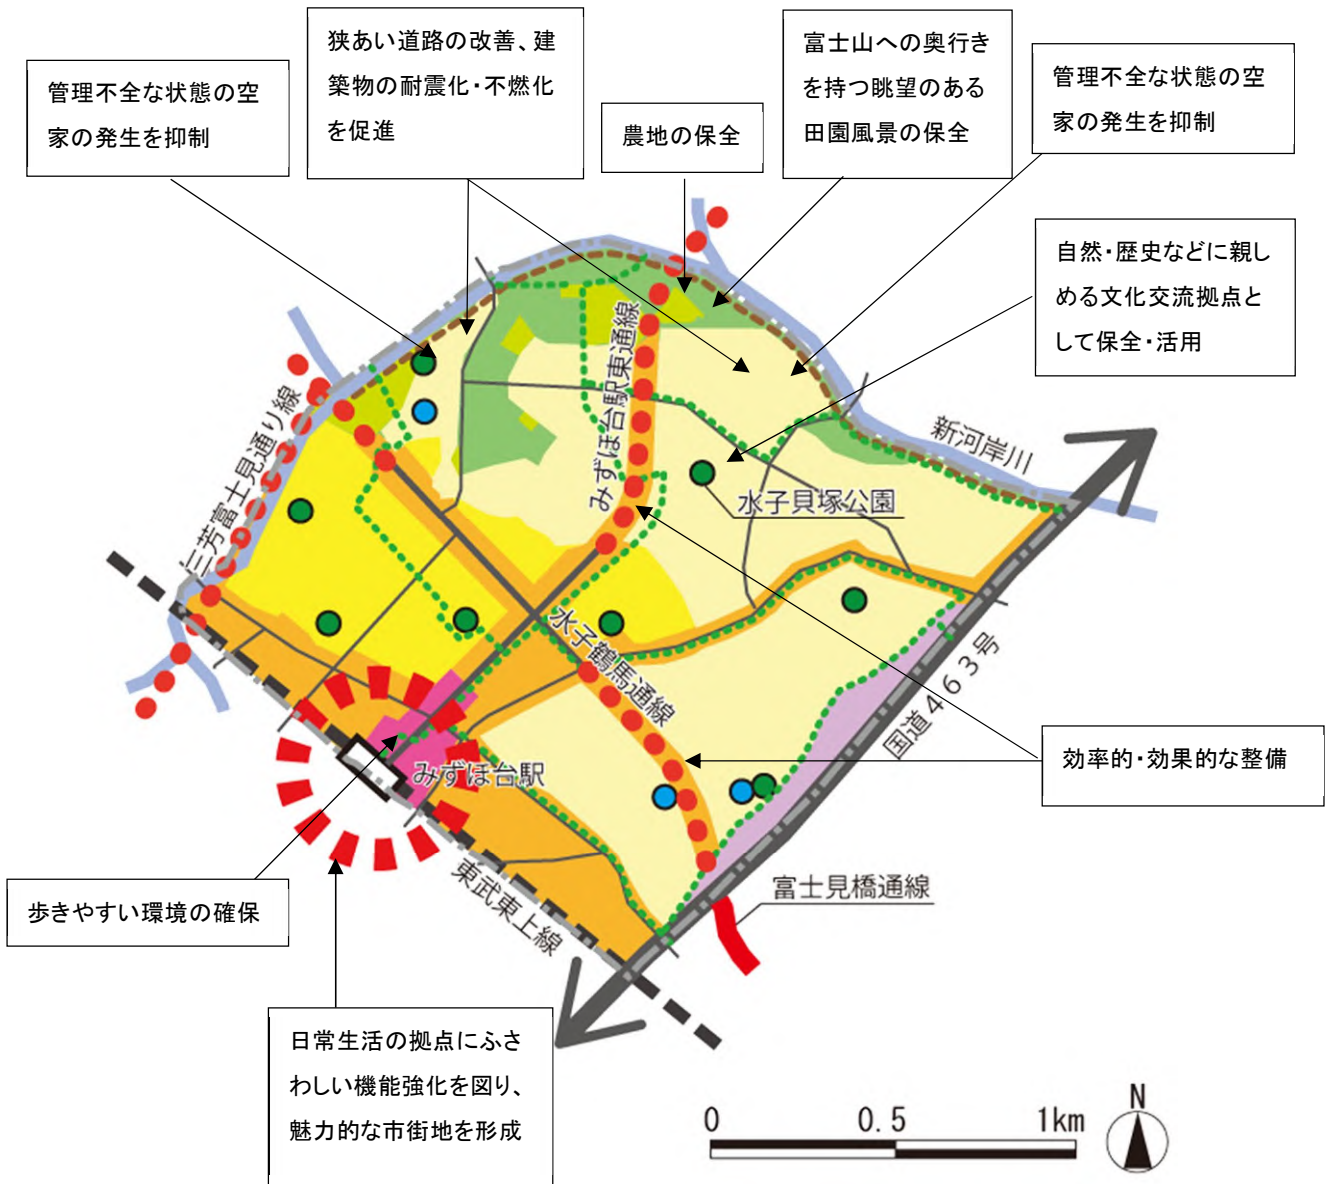 狭あい道路の改善、建
築物の耐震化・不燃化
を促進
富士山への奥行き
を持つ眺望のある
田園風景の保全
管理不全な状態の空
家の発生を抑制
農地の保全
管理不全な状態の空
家の発生を抑制
自然・歴史などに親し
める文化交流拠点と
して保全・活用
みずほ台駅東通線
三芳富士見通り線
新河岸川
水子貝塚公園
水子鶴馬通線
国道463号
みずほ台駅
効率的・効果的な整備
東武東上線
富士見橋通線
歩きやすい環境の確保
日常生活の拠点にふさ
わしい機能強化を図り、
魅力的な市街地を形成
0 0.5 1km
N